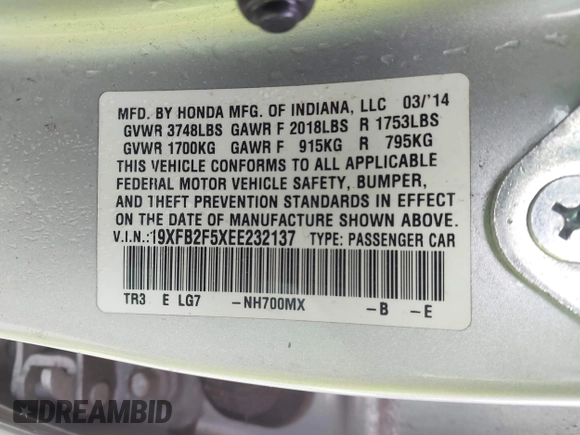 MFD. BY HONDA MFG. OF INDIANA, LLC 03/'14
GVWR 3748LBS GAWR F 2018LBS R 1753LBS
GVWR 1700KG GAWR F 915KG R 795KG
THIS VEHICLE CONFORMS TO ALL APPLICABLE
FEDERAL MOTOR VEHICLE SAFETY, BUMPER,
AND THEFT PREVENTION STANDARDS IN EFFECT
ON THE DATE OF MANUFACTURE SHOWN ABOVE.
V.I.N.:19XFB2F5XEE232137 TYPE: PASSENGER CAR
TR3 E LG7 -NH700MX -B -E
DREAMBID